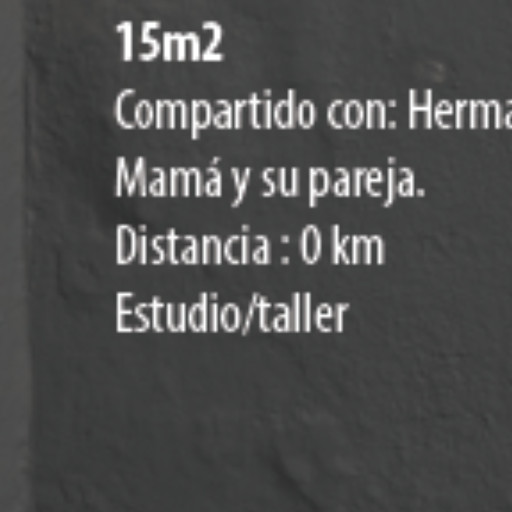 15m2
Compartido con: Herma
Mamá y su pareja.
Distancia : 0 km
Estudio/taller